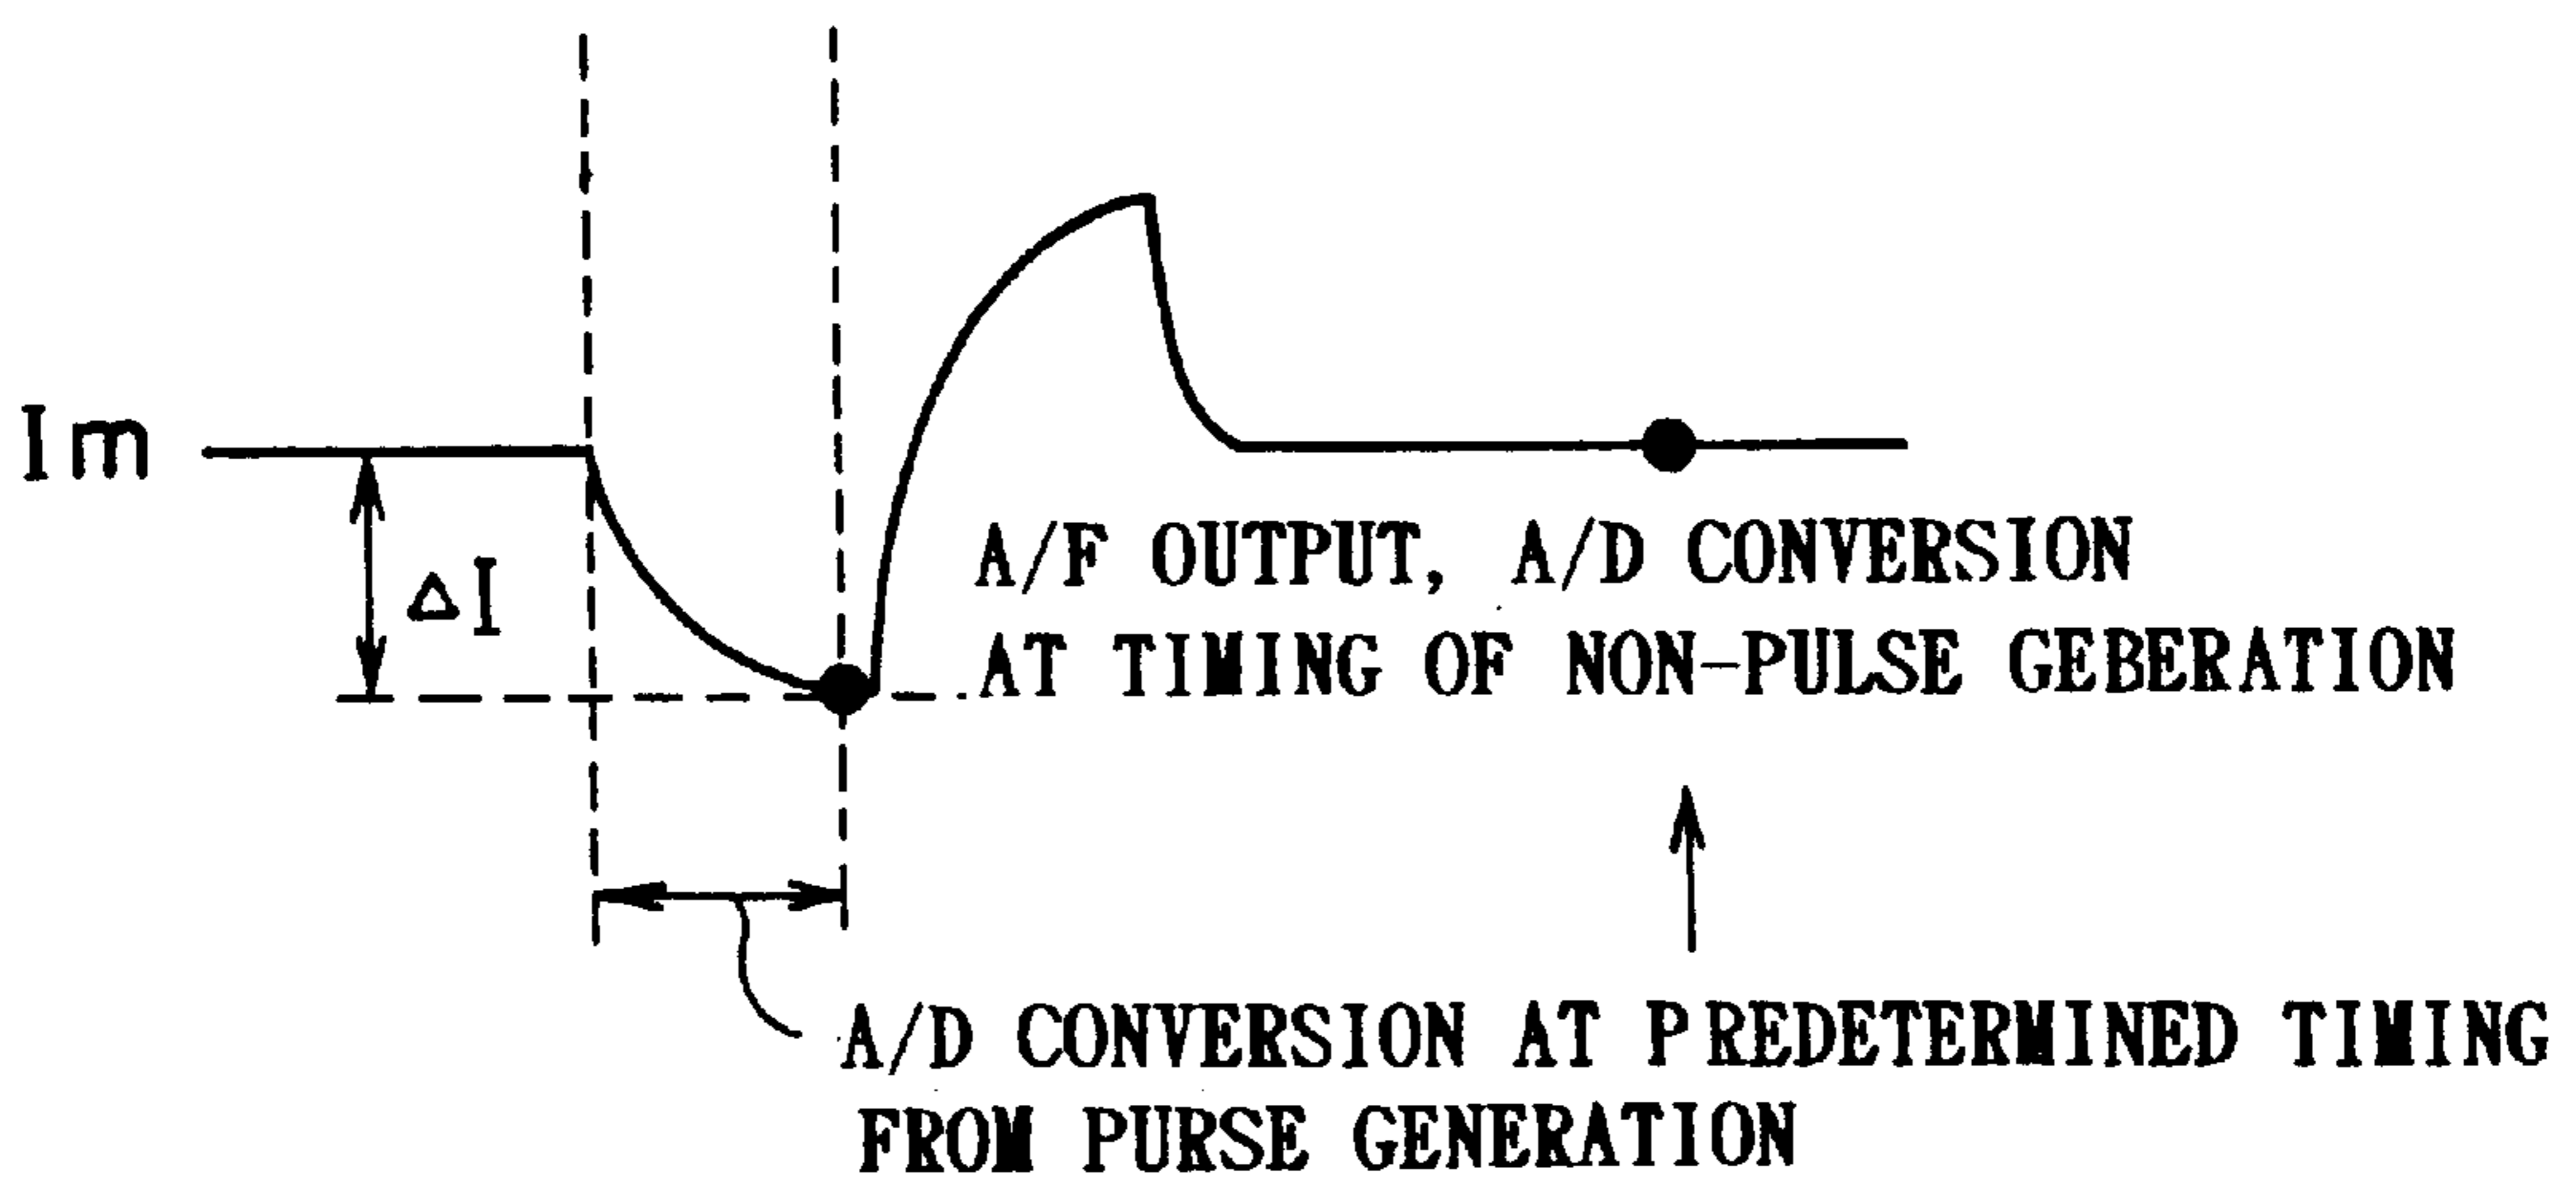 Im
ΔI
A/F OUTPUT, A/D CONVERSION
AT TIMING OF NON-PULSE GEBERATION
A/D CONVERSION AT PREDETERMINED TIMING
FROM PURSE GENERATION